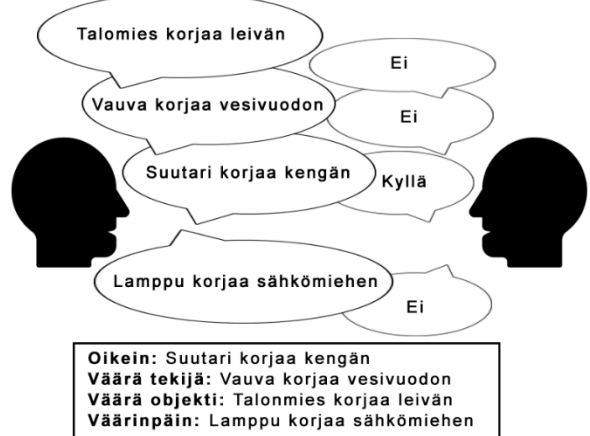 Talomies korjaa leivän
Ei
Vauva korjaa vesivuodon
Ei
Suutari korjaa kengän
Kyllä
Lamppu korjaa sähkömiehen
Ei
Oikein: Suutari korjaa kengän
Väärä tekijä: Vauva korjaa vesivuodon
Väärä objekti: Talonmies korjaa leivän
Väärinpäin: Lamppu korjaa sähkömiehen